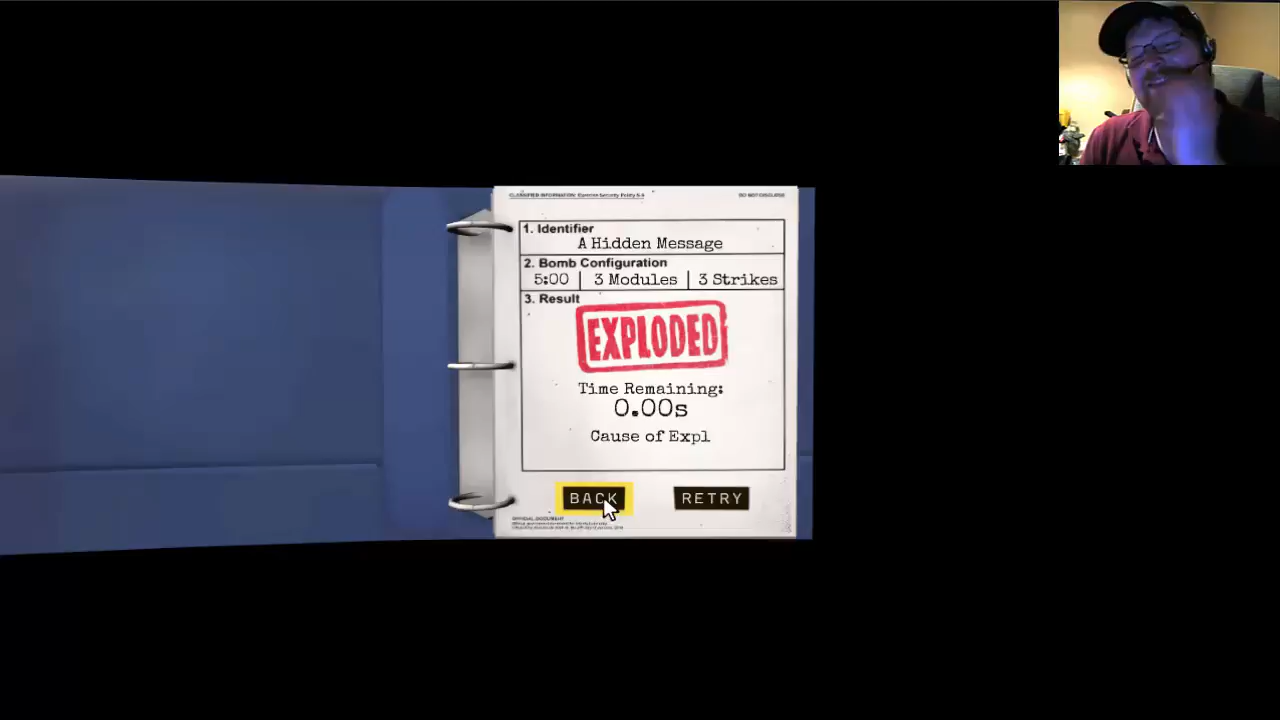 1. Identifier
A Hidden Message
2. Bomb Configuration
5:00 | 3 Modules | 3 Strikes
3. Result
EXPLODED
Time Remaining:
0.00s
Cause of Expl
BACK RETRY